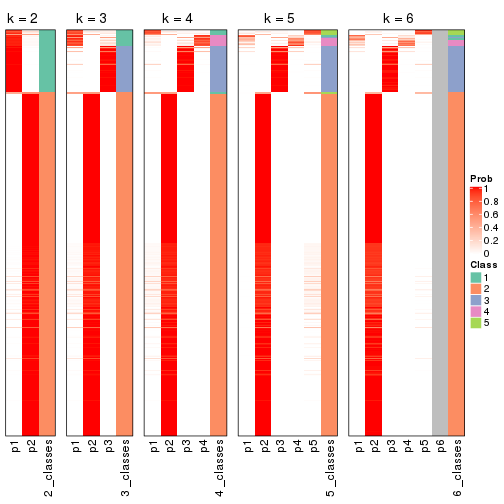 k = 2 k = 3 k = 4 k = 5 k = 6
Prob
1
0.8
0.6
0.4
0.2
0
Class
1
2
3
4
5
p1 p2 2_classes p1 p2 p3 3_classes p1 p2 p3 p4 4_classes p1 p2 p3 p4 p5 5_classes p1 p2 p3 p4 p5 p6 6_classes